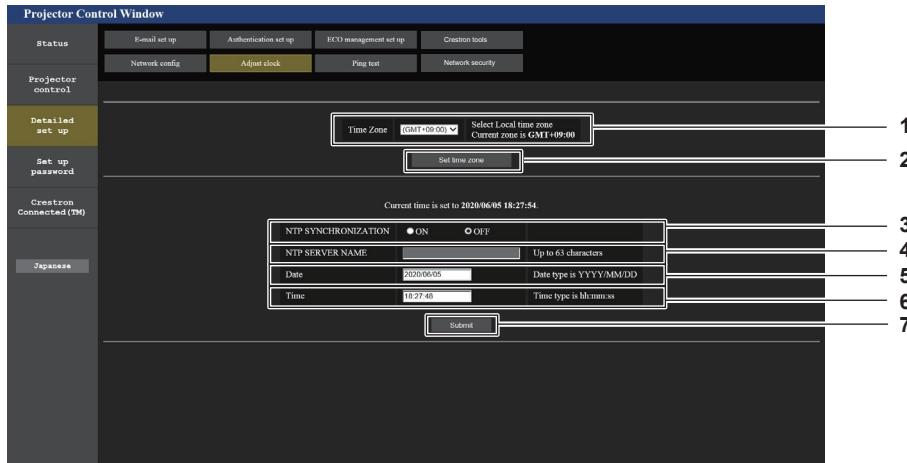 Projector Control Window
Status
E-mail set up
Authentication set up
ECO management set up
Crestron tools
Network config
Adjust clock
Ping test
Network security
Projector
control
Detailed
set up
Set up
password
Crestron
Connected(TM)
Japanese
Time Zone
(GMT+09:00)
Select Local time zone
Current zone is GMT+09:00
1
Set time zone
2
Current time is set to 2020/06/05 18:27:54.
NTP SYNCHRONIZATION
ON
OFF
3
NTP SERVER NAME
Up to 63 characters
4
Date
2020/06/05
Date type is YYYY/MM/DD
5
Time
18:27:48
Time type is hh:mm:ss
6
Submit
7